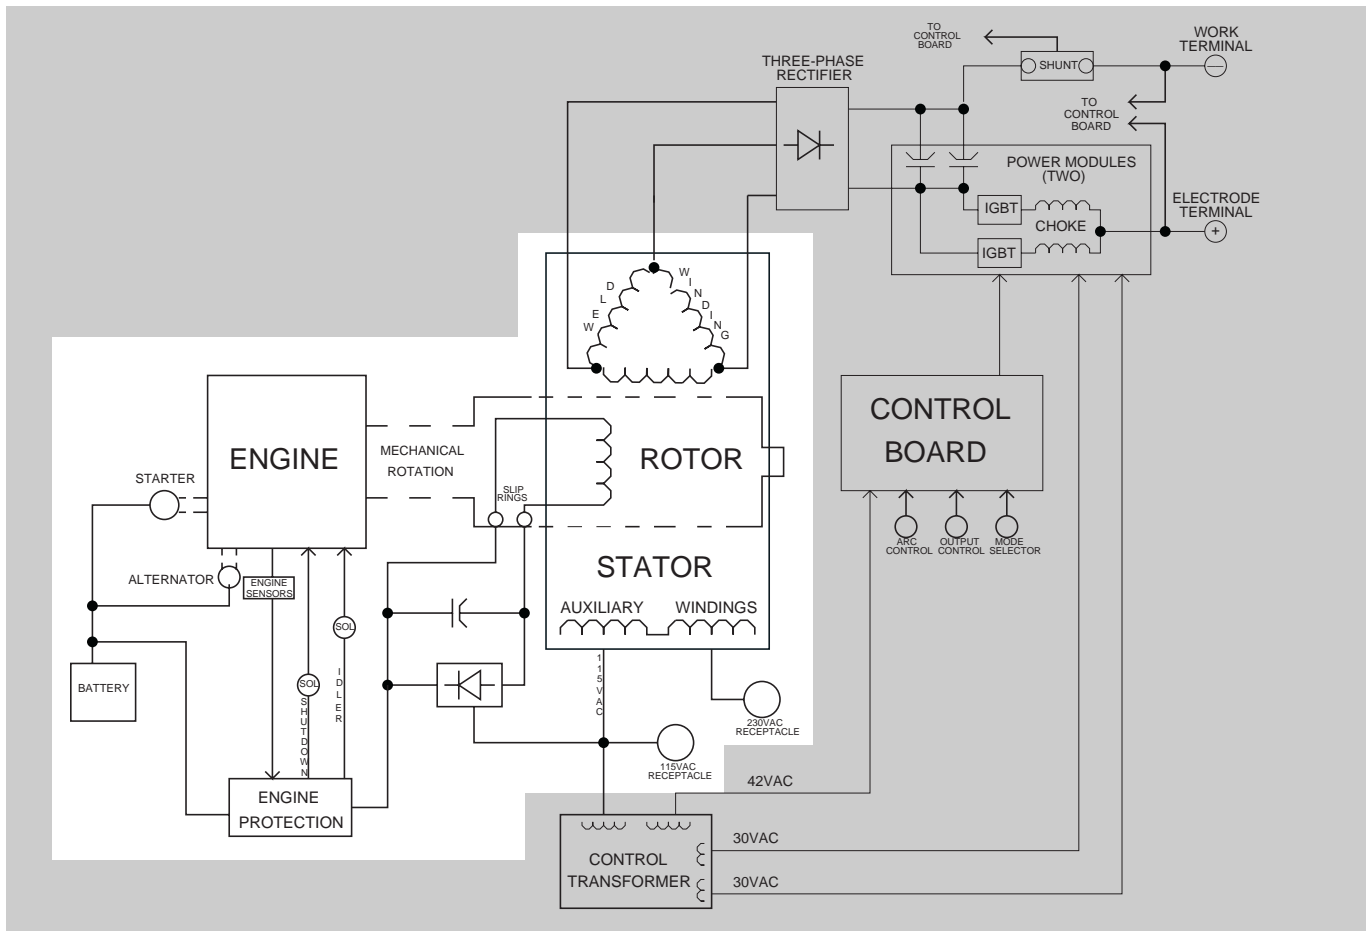 TO
CONTROL
BOARD
SHUNT
WORK
TERMINAL
—
THREE-PHASE
RECTIFIER
TO
CONTROL
BOARD
POWER MODULES
(TWO)
IGBT
CHOKE
IGBT
ELECTRODE
TERMINAL
+
WELD
WINDING
ENGINE
MECHANICAL
ROTATION
ROTOR
SLIP
RINGS
STARTER
CONTROL
BOARD
ARC
CONTROL
OUTPUT
CONTROL
MODE
SELECTOR
STATOR
ALTERNATOR
ENGINE
SENSORS
AUXILIARY
WINDINGS
SOL
IDLER
SOL
SHUTDOWN
BATTERY
115VAC
230VAC
RECEPTACLE
115VAC
RECEPTACLE
ENGINE
PROTECTION
42VAC
30VAC
CONTROL
TRANSFORMER
30VAC